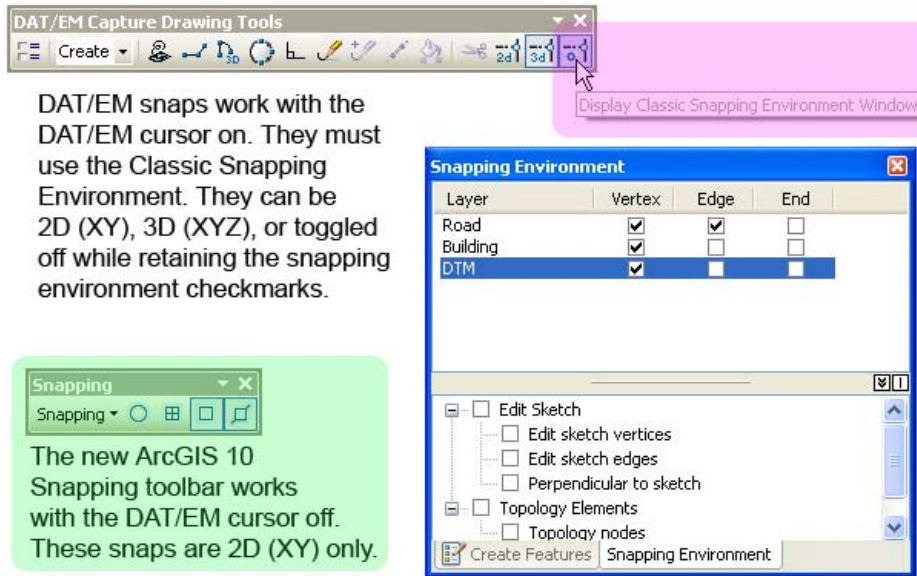 DAT/EM Capture Drawing Tools
Create
3D
2d 3d
Display Classic Snapping Environment Window
DAT/EM snaps work with the
DAT/EM cursor on. They must
use the Classic Snapping
Environment. They can be
2D (XY), 3D (XYZ), or toggled
off while retaining the snapping
environment checkmarks.
Snapping Environment
Layer Vertex Edge End
Road
Building
DTM
Edit Sketch
Edit sketch vertices
Edit sketch edges
Perpendicular to sketch
Topology Elements
Topology nodes
Create Features Snapping Environment
Snapping
Snapping
The new ArcGIS 10
Snapping toolbar works
with the DAT/EM cursor off.
These snaps are 2D (XY) only.